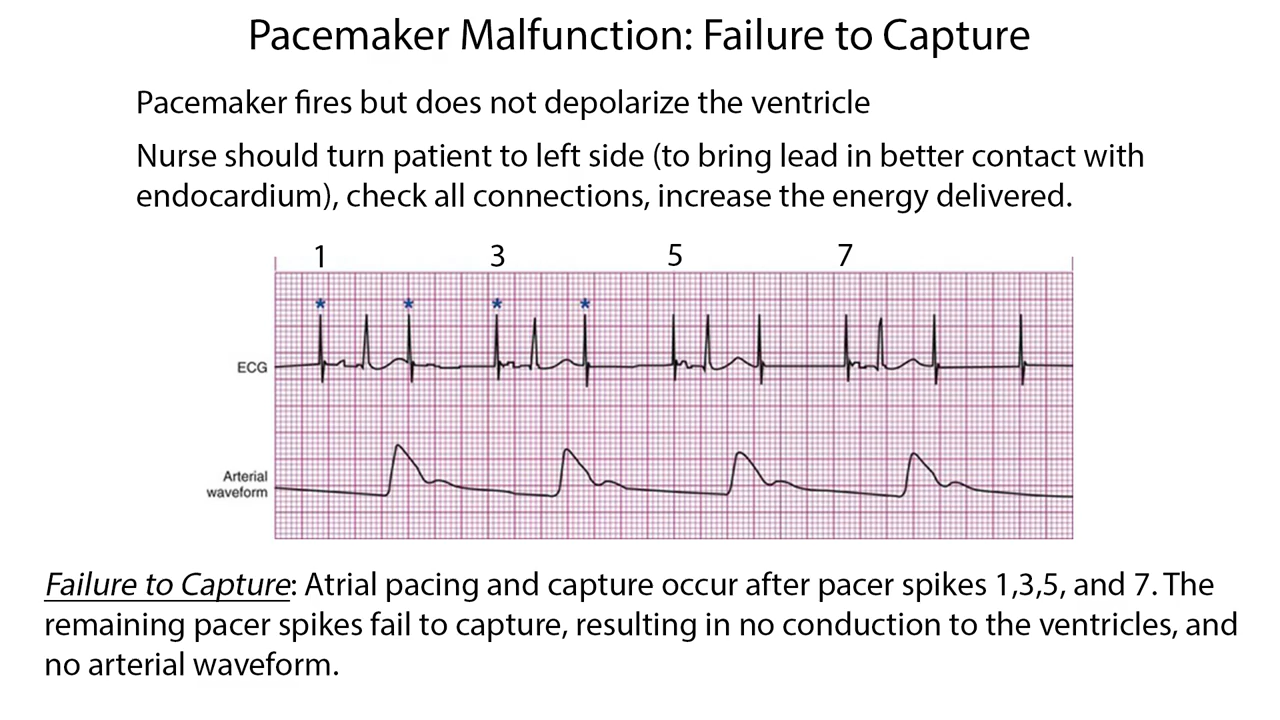 Pacemaker Malfunction: Failure to Capture
Pacemaker fires but does not depolarize the ventricle
Nurse should turn patient to left side (to bring lead in better contact with
endocardium), check all connections, increase the energy delivered.
1 3 5 7
* * * *
ECG
Arterial
waveform
Failure to Capture: Atrial pacing and capture occur after pacer spikes 1,3,5, and 7. The
remaining pacer spikes fail to capture, resulting in no conduction to the ventricles, and
no arterial waveform.